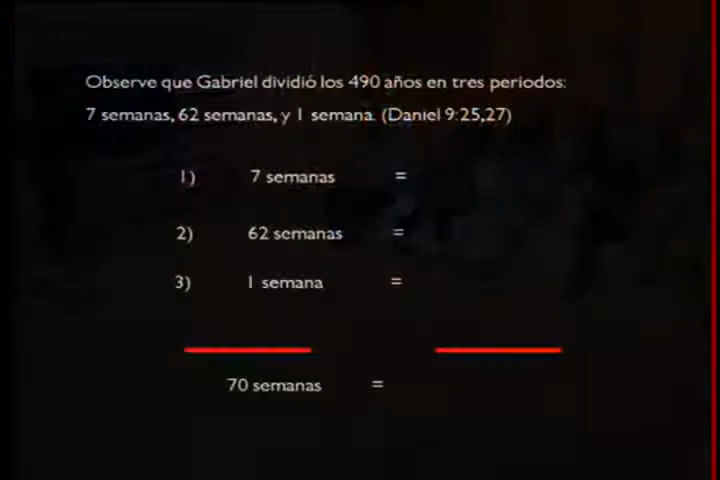 Observe que Gabriel dividió los 490 años en tres periodos:
7 semanas, 62 semanas, y 1 semana. (Daniel 9:25,27)
1) 7 semanas =
2) 62 semanas =
3) 1 semana =
70 semanas =